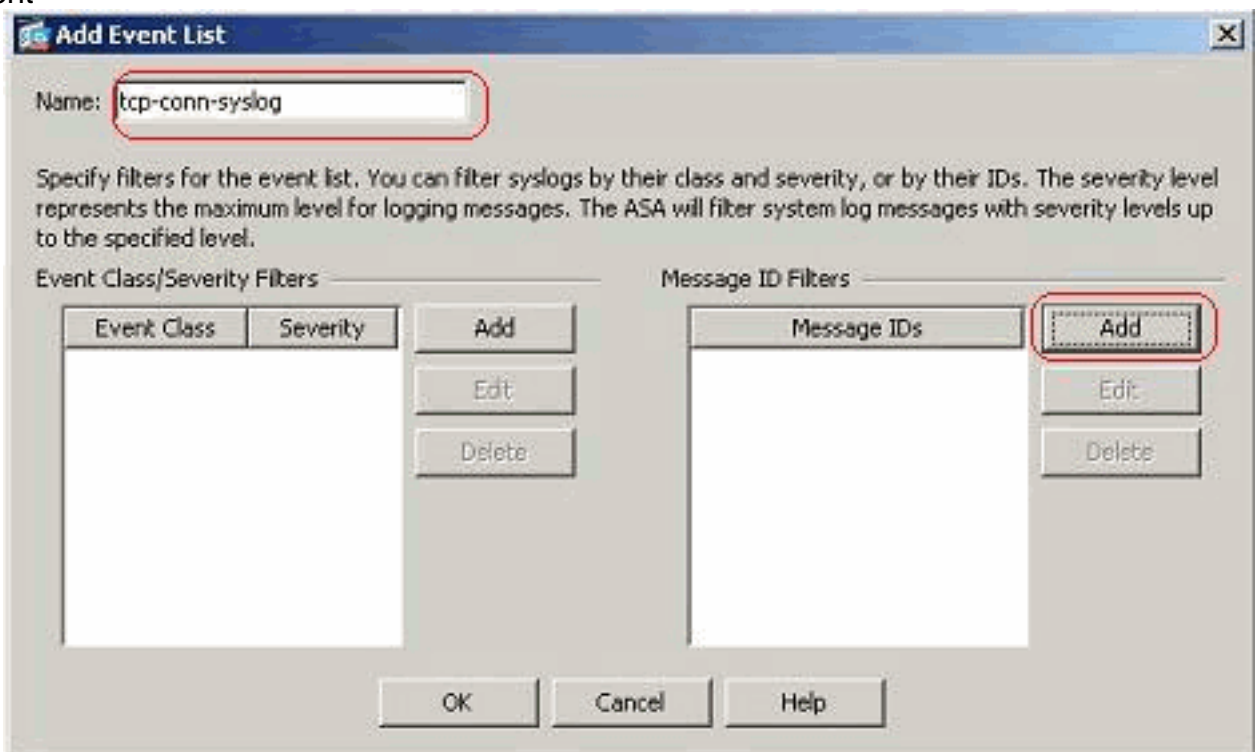 Add Event List
Name: tcp-conn-syslog
Specify filters for the event list. You can filter syslogs by their class and severity, or by their IDs. The severity level
represents the maximum level for logging messages. The ASA will filter system log messages with severity levels up
to the specified level.
Event Class/Severity Filters Message ID Filters
Event Class Severity Add Message IDs Add
Edit Edit
Delete Delete
OK Cancel Help